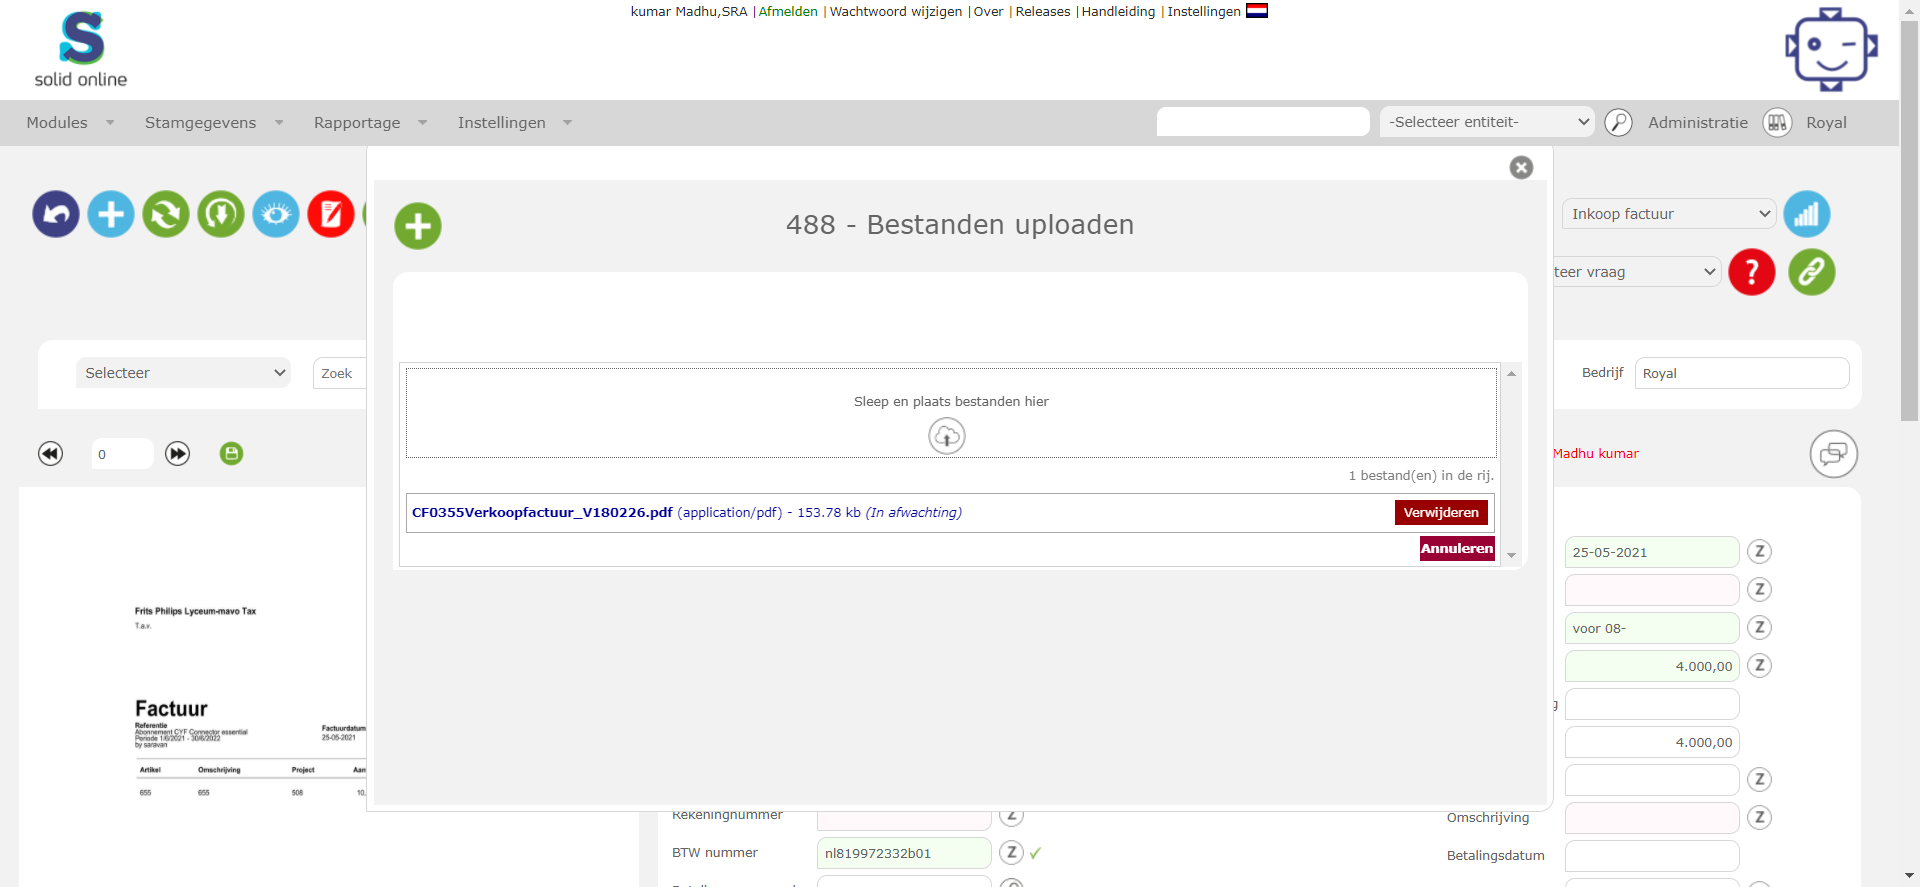 kumar Madhu,SRA |Afmelden |Wachtwoord wijzigen |Over |Releases |Handleiding |Instellingen
S
solid online
Modules Stamgegevens Rapportage Instellingen -Selecteer entiteit- Administratie Royal
488 - Bestanden uploaden
Inkoop factuur
teer vraag
?
Selecteer
Zoek
Bedrijf
Royal
Sleep en plaats bestanden hier
0
Madhu kumar
1 bestand(en) in de rij.
CF0355Verkoopfactuur_V180226.pdf (application/pdf) - 153.78 kb (In afwachting)
Verwijderen
Annuleren
25-05-2021 Z
Z
voor 08- Z
4.000,00 Z
g
4.000,00
Z
Omschrijving Z
Betalingsdatum
Frits Philips Lyceum-mavo Tax
T.a.v.
Factuur
Referentie
Abonnement CYF Connector essential
Periode 1/6/2021 - 30/6/2022
by saravan
Factuurdatum
25-05-2021
Artikel Omschrijving Project Aan
655 655 508 10,
Rekeningnummer Z
BTW nummer nl819972332b01 Z